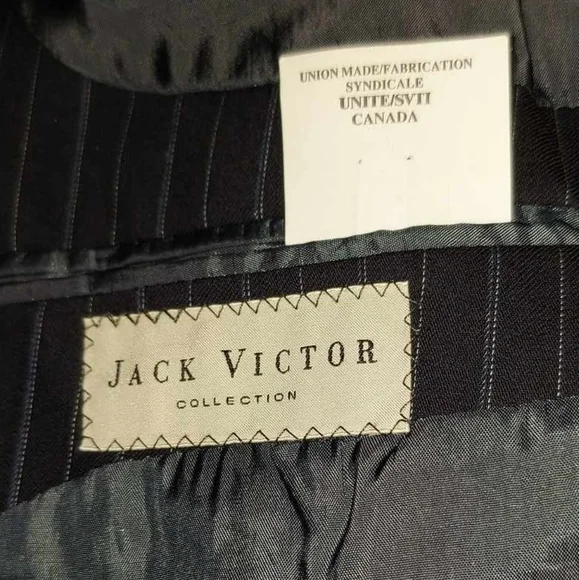 UNION MADE/FABRICATION
SYNDICALE
UNITE/SVTI
CANADA
JACK VICTOR
COLLECTION